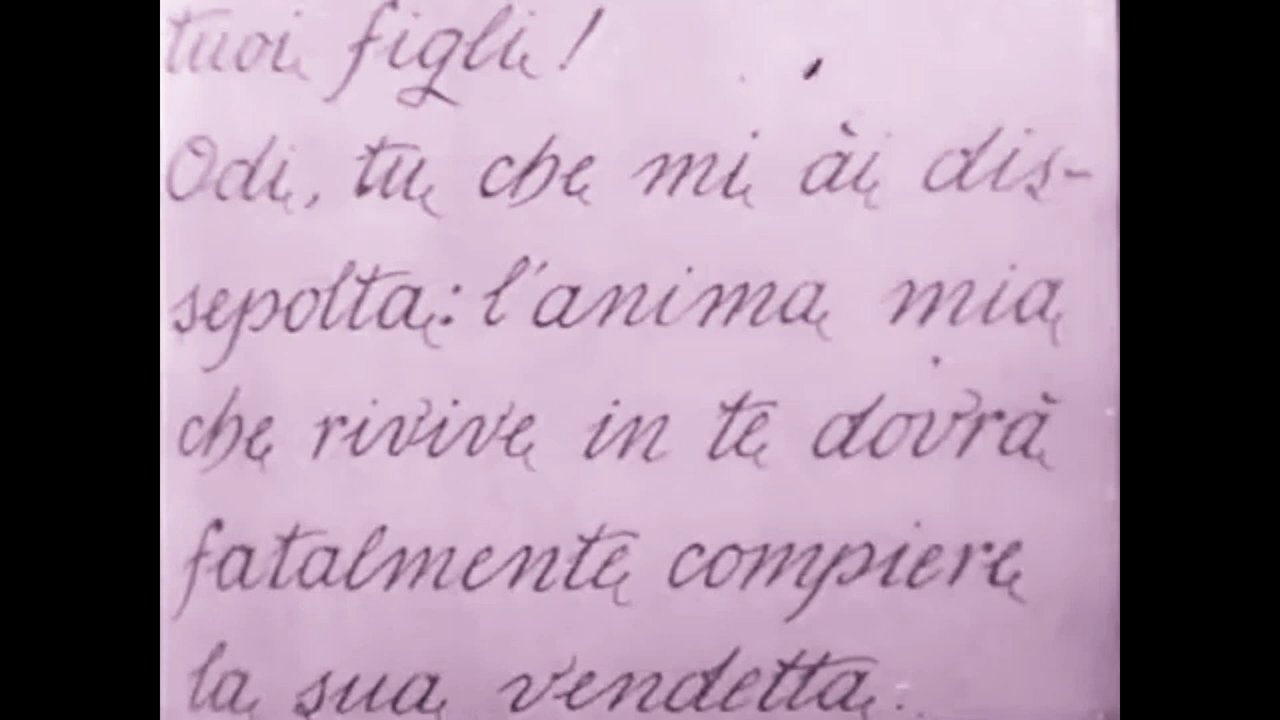 tuoi figli!
Odi, tu che mi ài dis-
sepolta: l'anima mia
che rivive in te dovrà
fatalmente compiere
la sua vendetta.